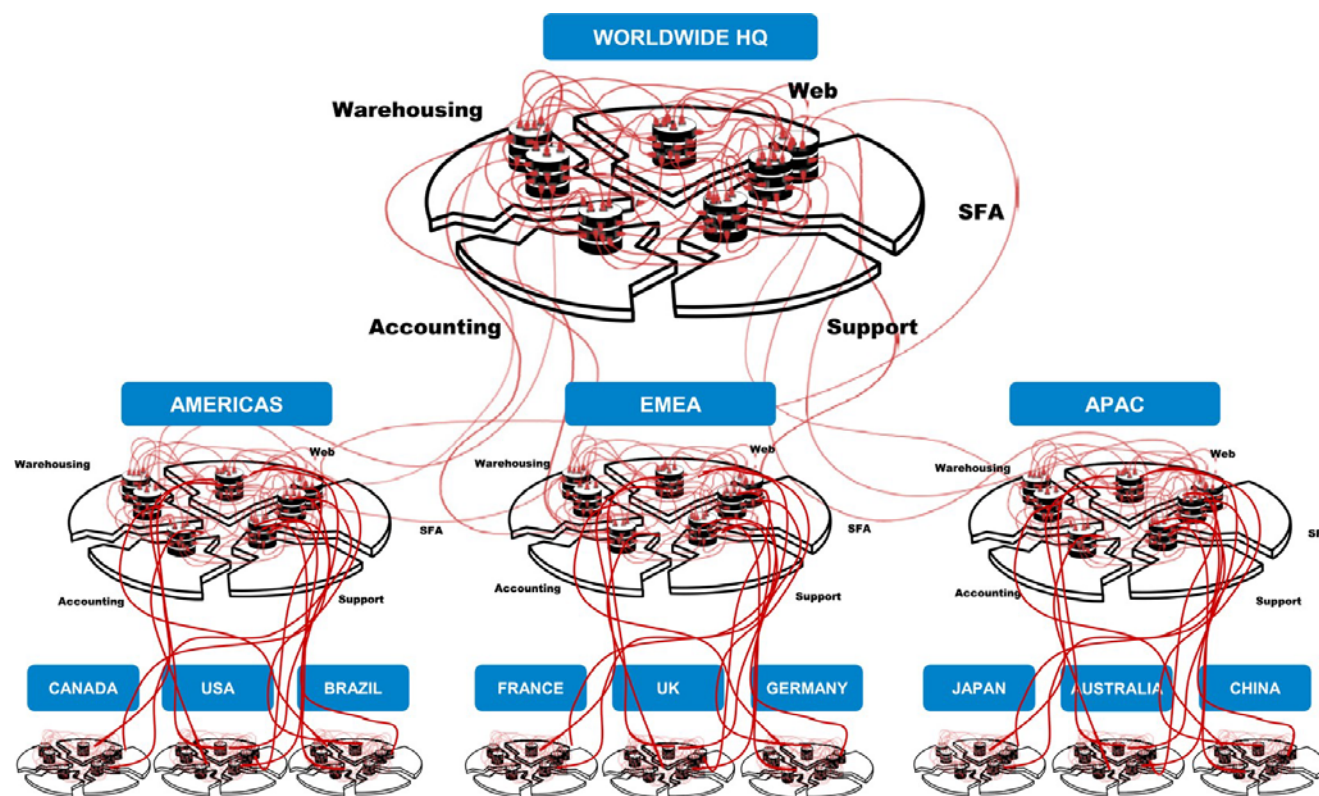 WORLDWIDE HQ
Web
Warehousing
SFA
Accounting
Support
AMERICAS
EMEA
APAC
Web
Warehousing
SFA
Accounting
Support
Web
Warehousing
SFA
Accounting
Support
Web
Warehousing
Accounting
Support
CANADA
USA
BRAZIL
FRANCE
UK
GERMANY
JAPAN
AUSTRALIA
CHINA